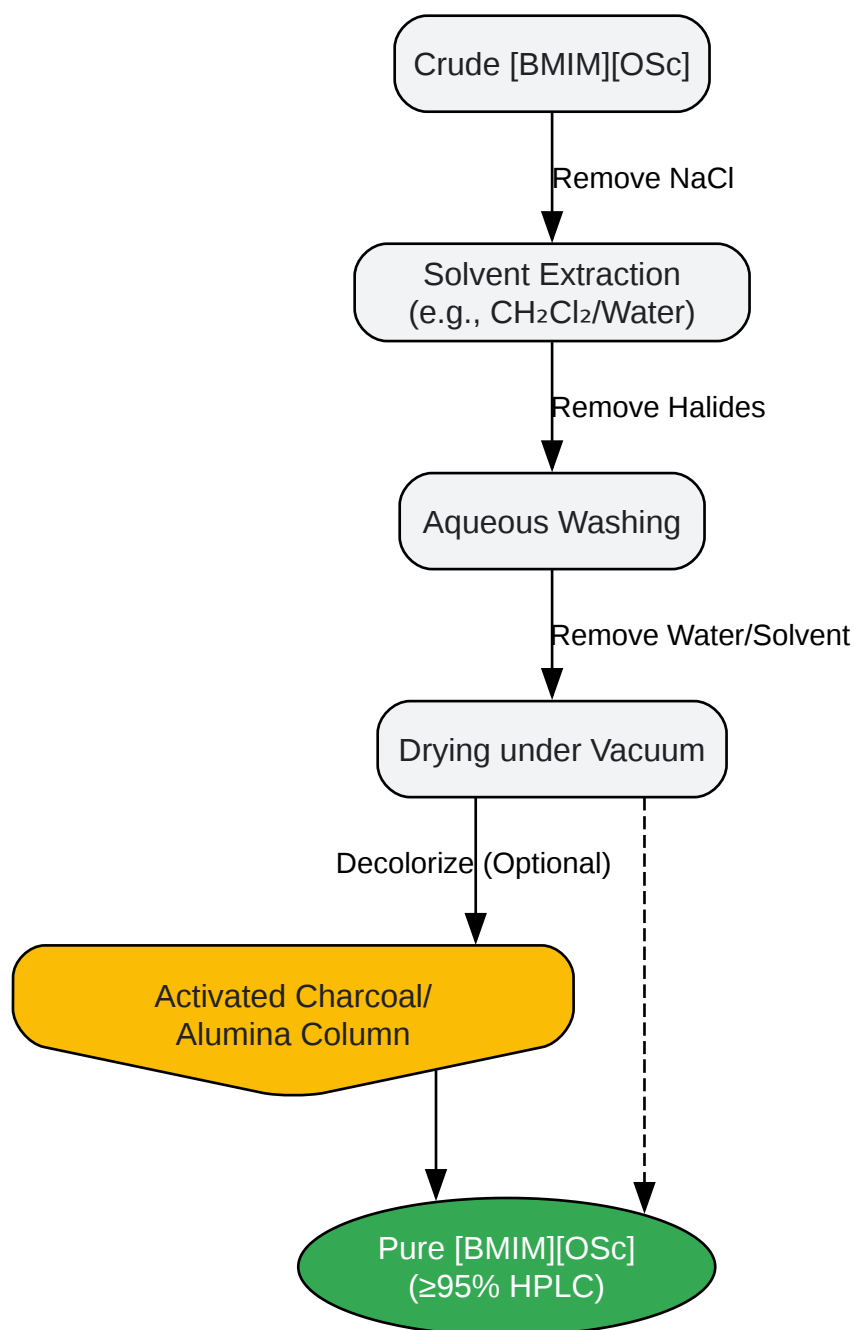 Crude [BMIM][OSc]
Remove NaCl
Solvent Extraction
(e.g., CH₂Cl₂/Water)
Remove Halides
Aqueous Washing
Remove Water/Solvent
Drying under Vacuum
Decolorize (Optional)
Activated Charcoal/
Alumina Column
Pure [BMIM][OSc]
(≥95% HPLC)